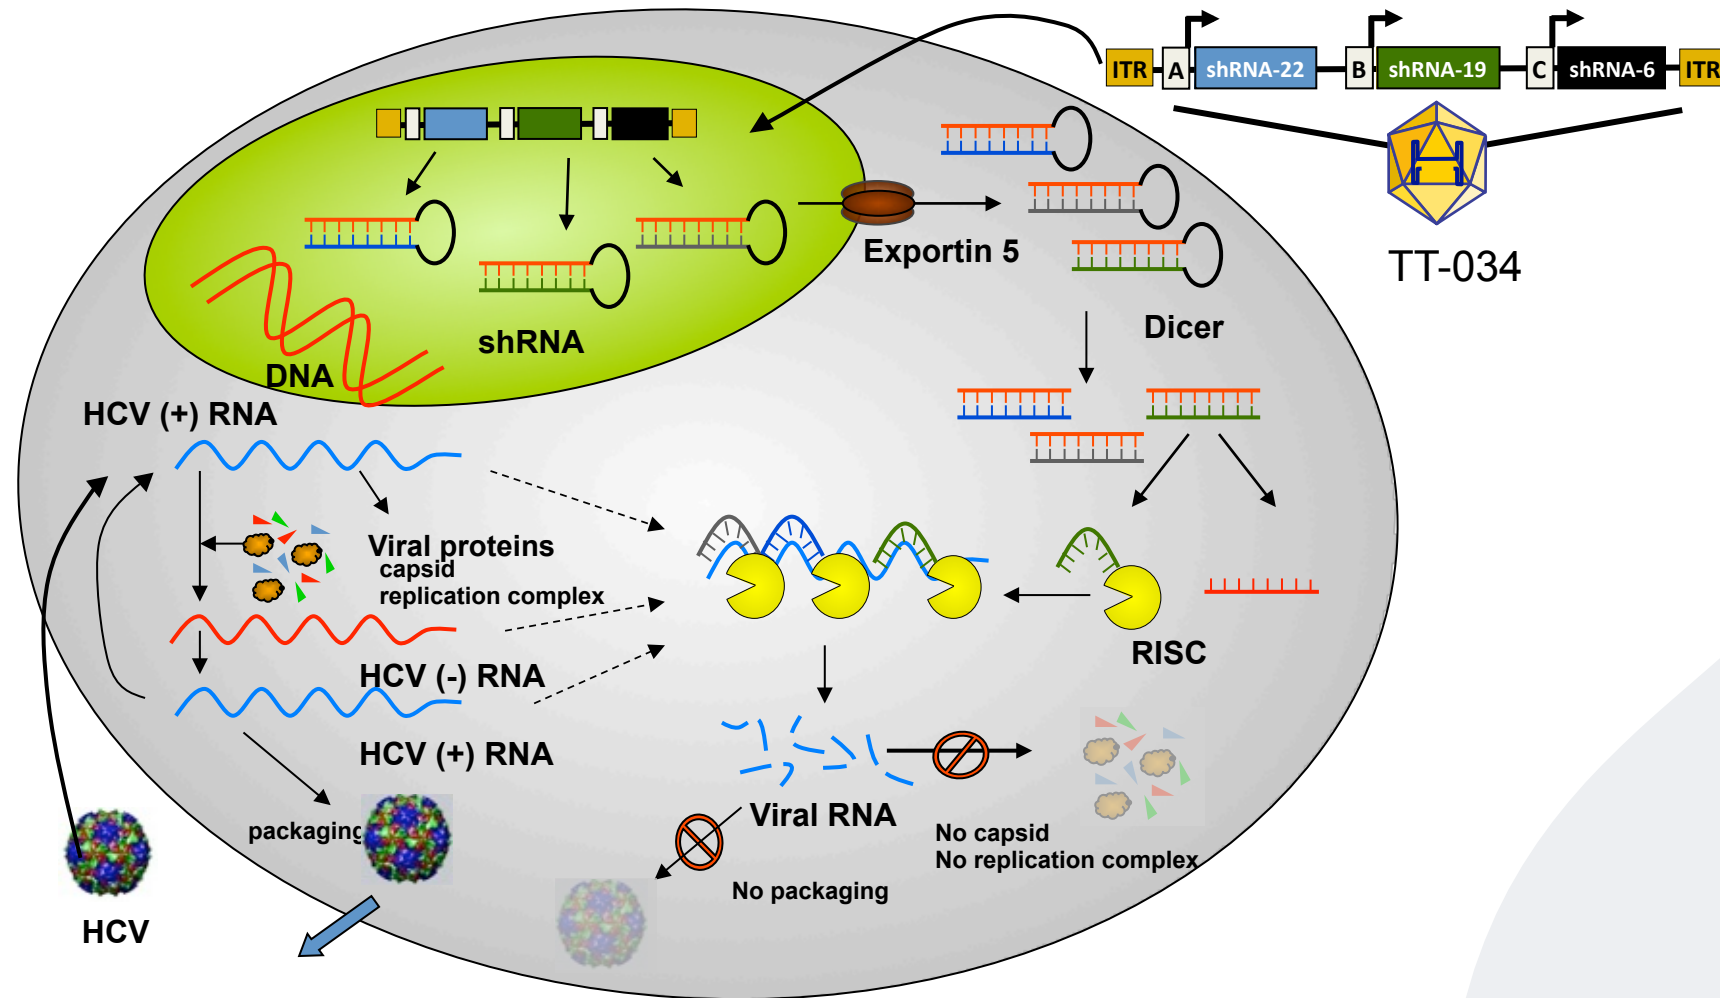 ITR A shRNA-22 B shRNA-19 C shRNA-6 ITR
TT-034
Exportin 5
shRNA
DNA
Dicer
HCV (+) RNA
Viral proteins
capsid
replication complex
HCV (-) RNA
HCV (+) RNA
RISC
packaging
Viral RNA
No capsid
No replication complex
No packaging
HCV